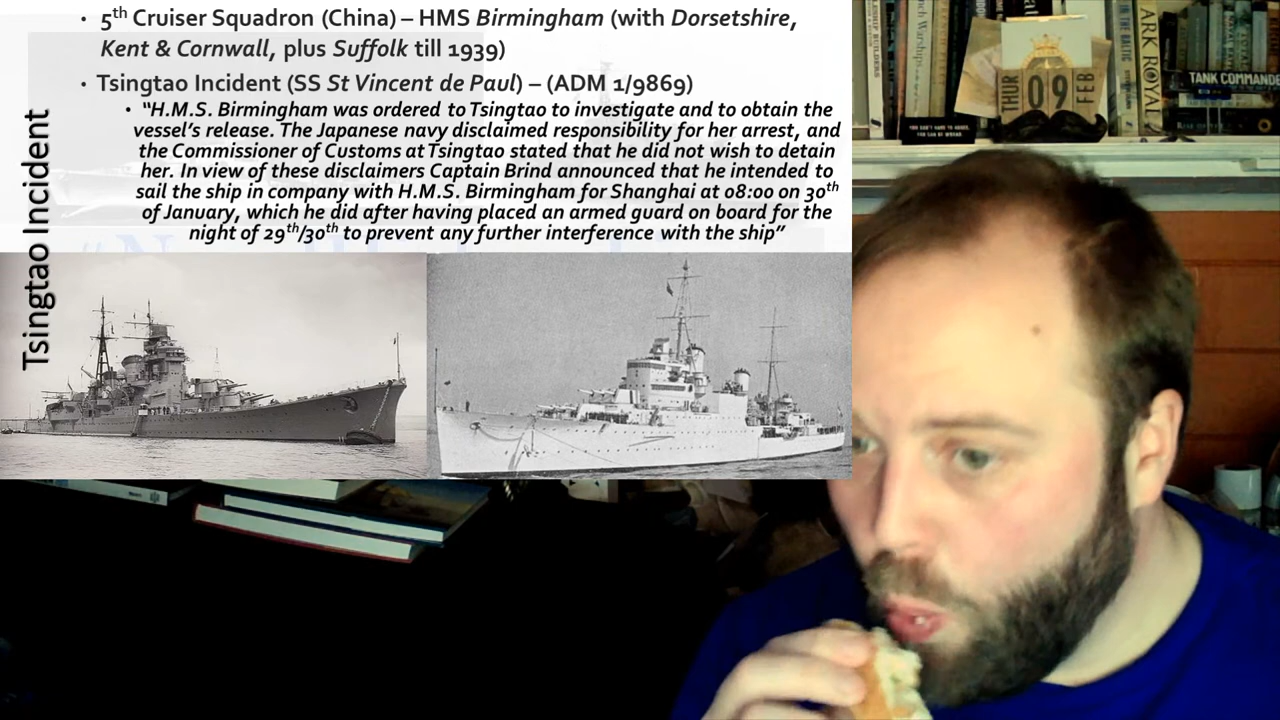 5th Cruiser Squadron (China) – HMS Birmingham (with Dorsetshire,
Kent & Cornwall, plus Suffolk till 1939)
Tsingtao Incident (SS St Vincent de Paul) – (ADM 1/9869)
“H.M.S. Birmingham was ordered to Tsingtao to investigate and to obtain the
vessel’s release. The Japanese navy disclaimed responsibility for her arrest, and
the Commissioner of Customs at Tsingtao stated that he did not wish to detain
her. In view of these disclaimers Captain Brind announced that he intended to
sail the ship in company with H.M.S. Birmingham for Shanghai at 08:00 on 30th
of January, which he did after having placed an armed guard on board for the
night of 29th/30th to prevent any further interference with the ship”
Tsingtao Incident
THUR 09 FEB
IN THE BALTIC
ARK ROYAL
TANK COMMANDE